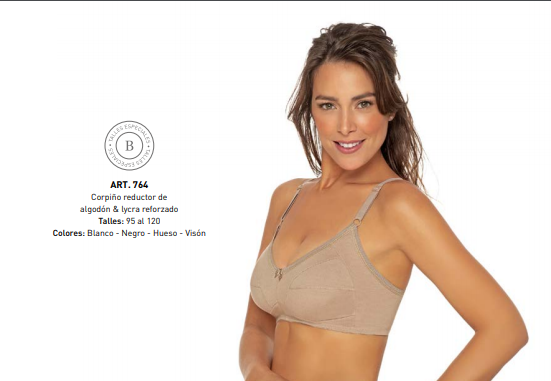 TALLES ESPECIALES • TALLES ESPECIALES •
B
ART. 764
Corpiño reductor de
algodón & lycra reforzado
Talles: 95 al 120
Colores: Blanco - Negro - Hueso - Visón